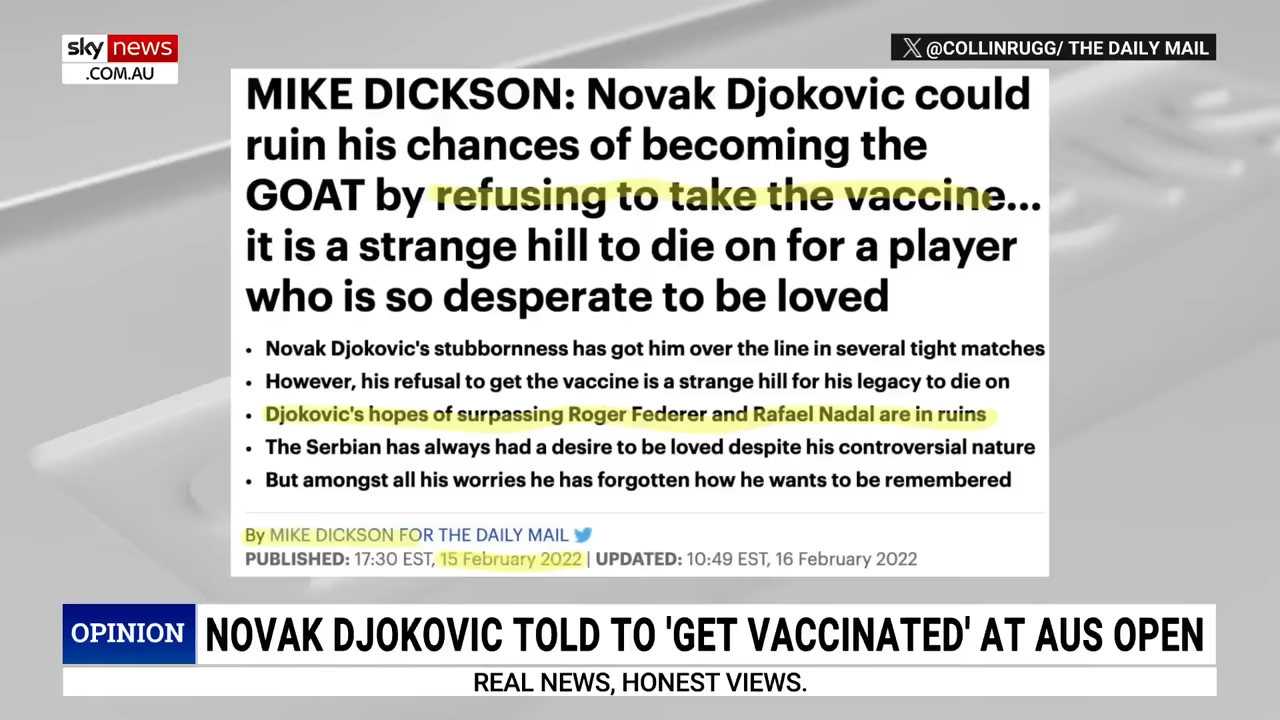 sky news
.COM.AU
X @COLLINRUGG/ THE DAILY MAIL
MIKE DICKSON: Novak Djokovic could
ruin his chances of becoming the
GOAT by refusing to take the vaccine...
it is a strange hill to die on for a player
who is so desperate to be loved
• Novak Djokovic's stubbornness has got him over the line in several tight matches
• However, his refusal to get the vaccine is a strange hill for his legacy to die on
• Djokovic's hopes of surpassing Roger Federer and Rafael Nadal are in ruins
• The Serbian has always had a desire to be loved despite his controversial nature
• But amongst all his worries he has forgotten how he wants to be remembered
By MIKE DICKSON FOR THE DAILY MAIL
PUBLISHED: 17:30 EST, 15 February 2022 | UPDATED: 10:49 EST, 16 February 2022
OPINION NOVAK DJOKOVIC TOLD TO 'GET VACCINATED' AT AUS OPEN
REAL NEWS, HONEST VIEWS.